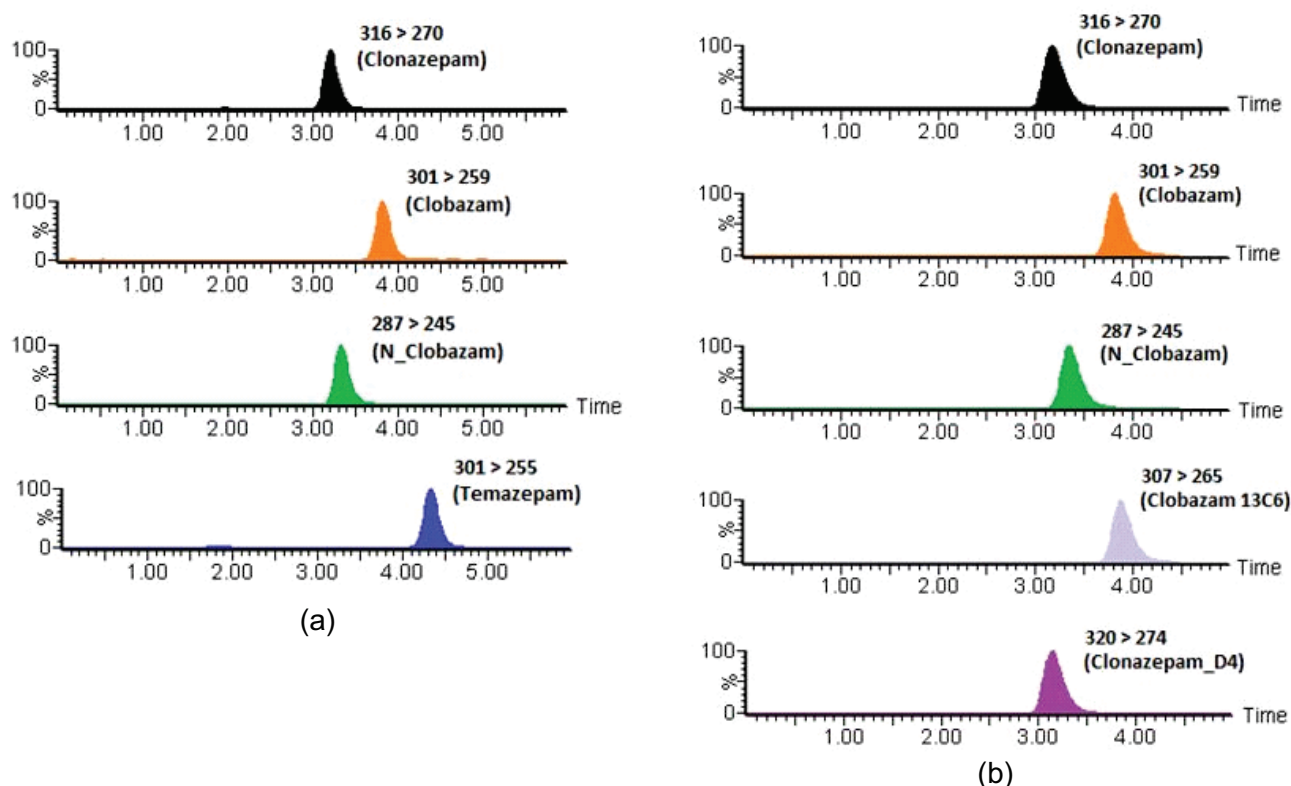 316 > 270
(Clonazepam)
100
%
0
1.00 2.00 3.00 4.00 5.00
301 > 259
(Clobazam)
100
%
0
1.00 2.00 3.00 4.00 5.00
287 > 245
(N_Clobazam)
100
%
0
Time
1.00 2.00 3.00 4.00 5.00
301 > 255
(Temazepam)
100
%
0
1.00 2.00 3.00 4.00 5.00
(a)
316 > 270
(Clonazepam)
100
%
0
Time
1.00 2.00 3.00 4.00
301 > 259
(Clobazam)
100
%
0
Time
1.00 2.00 3.00 4.00
287 > 245
(N_Clobazam)
100
%
0
Time
1.00 2.00 3.00 4.00
307 > 265
(Clobazam 13C6)
100
%
0
Time
1.00 2.00 3.00 4.00
320 > 274
(Clonazepam_D4)
100
%
0
Time
1.00 2.00 3.00 4.00
(b)